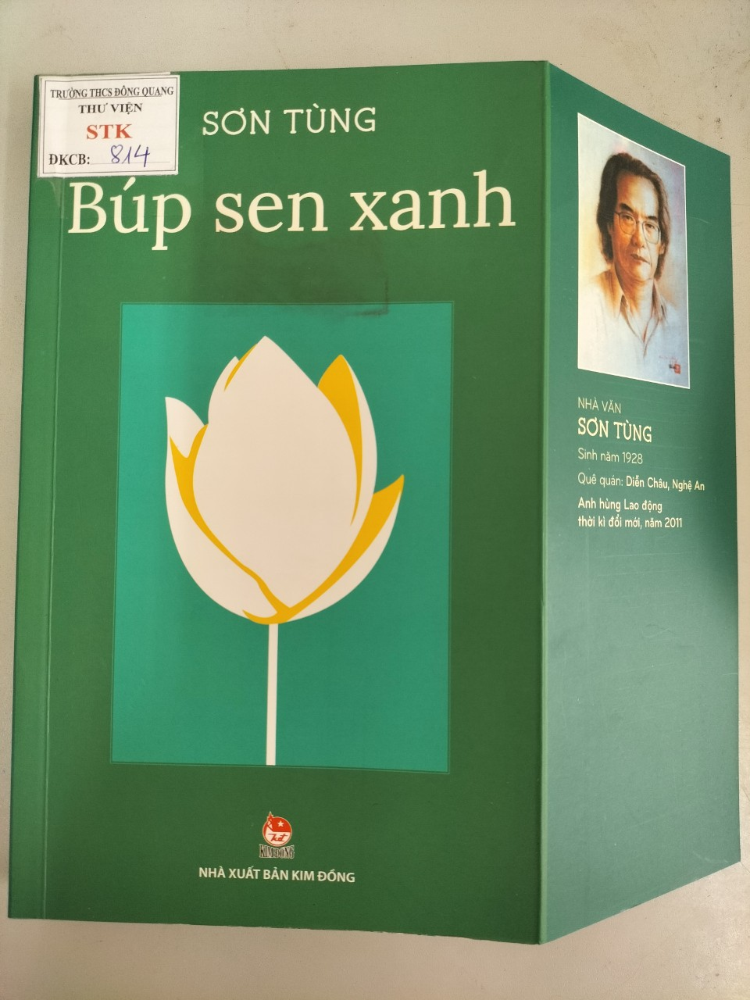 TRƯỜNG THCS ĐÔNG QUANG
THƯ VIỆN
STK
ĐKCB: 814
SƠN TÙNG
Búp sen xanh
KIM ĐỒNG
NHÀ XUẤT BẢN KIM ĐỒNG
NHÀ VĂN
SƠN TÙNG
Sinh năm 1928
Quê quán: Diễn Châu, Nghệ An
Anh hùng Lao động
thời kì đổi mới, năm 2011